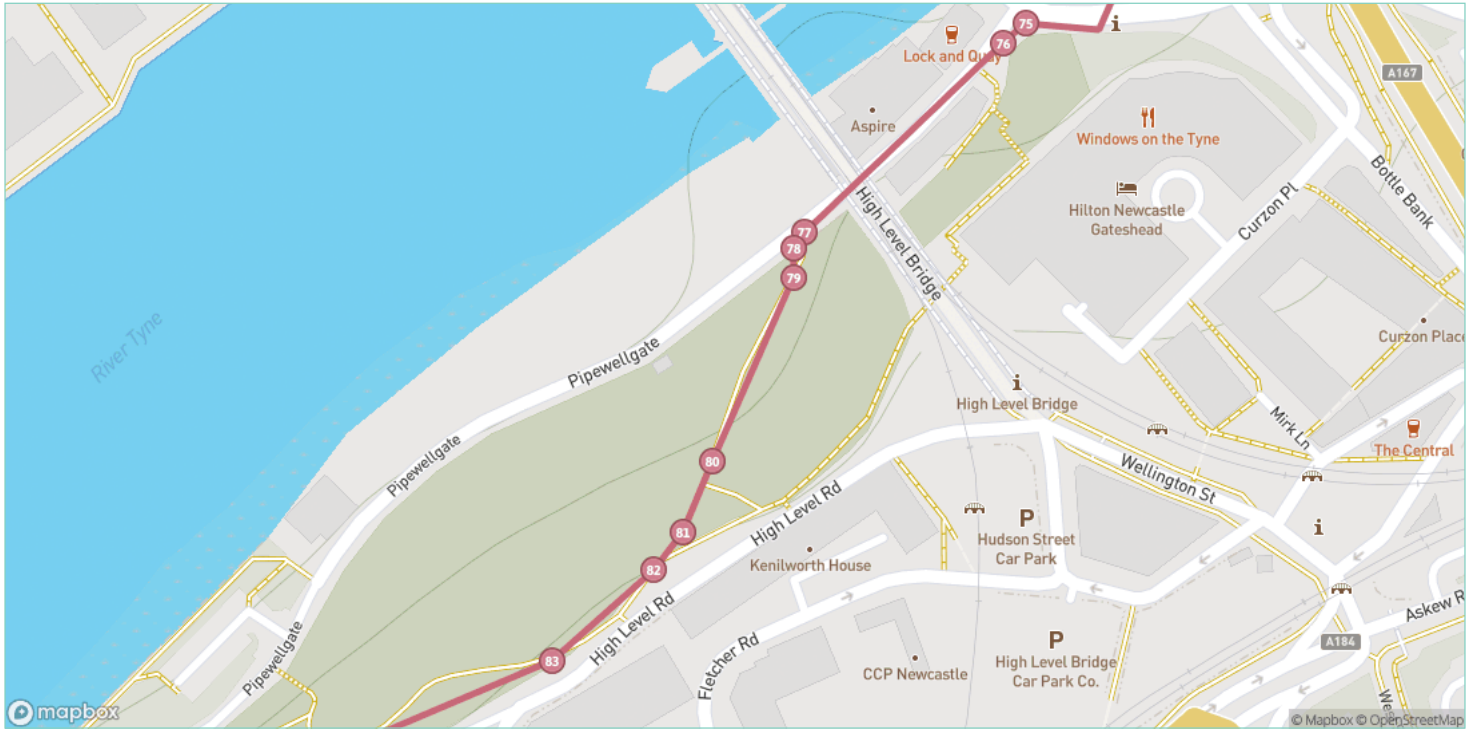 75
76
Lock and Quay
A167
Aspire
Windows on the Tyne
Bottle Bank
Curzon Pl
Hilton Newcastle
Gateshead
High Level Bridge
77
78
79
River Tyne
Pipewellgate
Curzon Place
High Level Bridge
Mirk Ln
The Central
80
Pipewellgate
Wellington St
High Level Rd
P
Hudson Street
Car Park
81
Kenilworth House
82
High Level Rd
Askew R
A184
Pipewellgate
83
Fletcher Rd
CCP Newcastle
P
High Level Bridge
Car Park Co.
Wes
mapbox
© Mapbox © OpenStreetMap